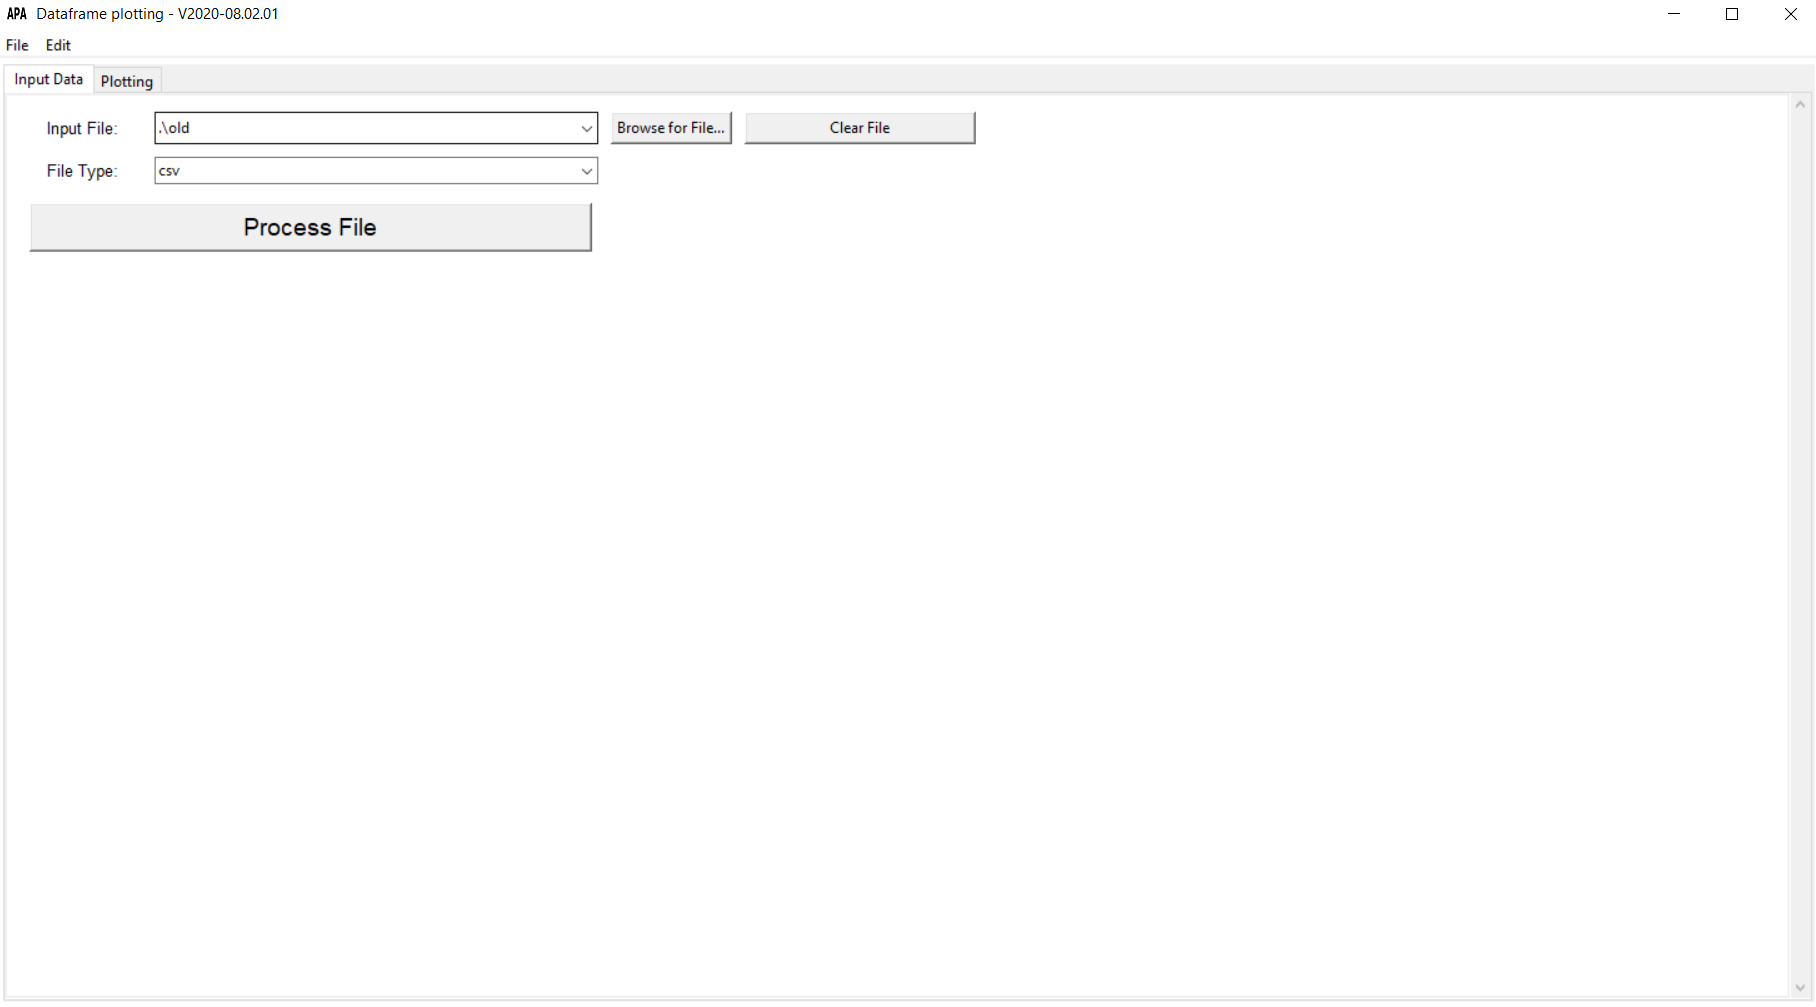 APA Dataframe plotting - V2020-08.02.01
File Edit
Input Data Plotting
Input File: .\old Browse for File... Clear File
File Type: csv
Process File